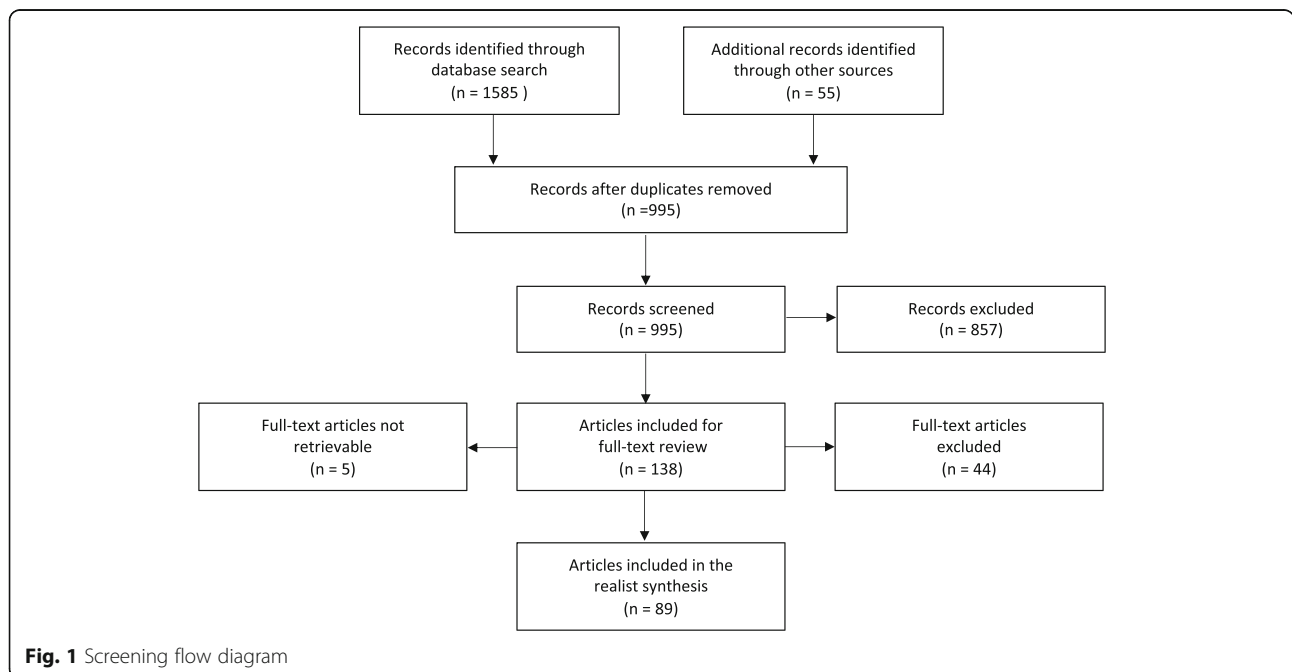 Records identified through
database search
(n = 1585 )
Additional records identified
through other sources
(n = 55)
Records after duplicates removed
(n =995)
Records screened
(n = 995)
Records excluded
(n = 857)
Full-text articles not
retrievable
(n = 5)
Articles included for
full-text review
(n = 138)
Full-text articles
excluded
(n = 44)
Articles included in the
realist synthesis
(n = 89)
Fig. 1 Screening flow diagram